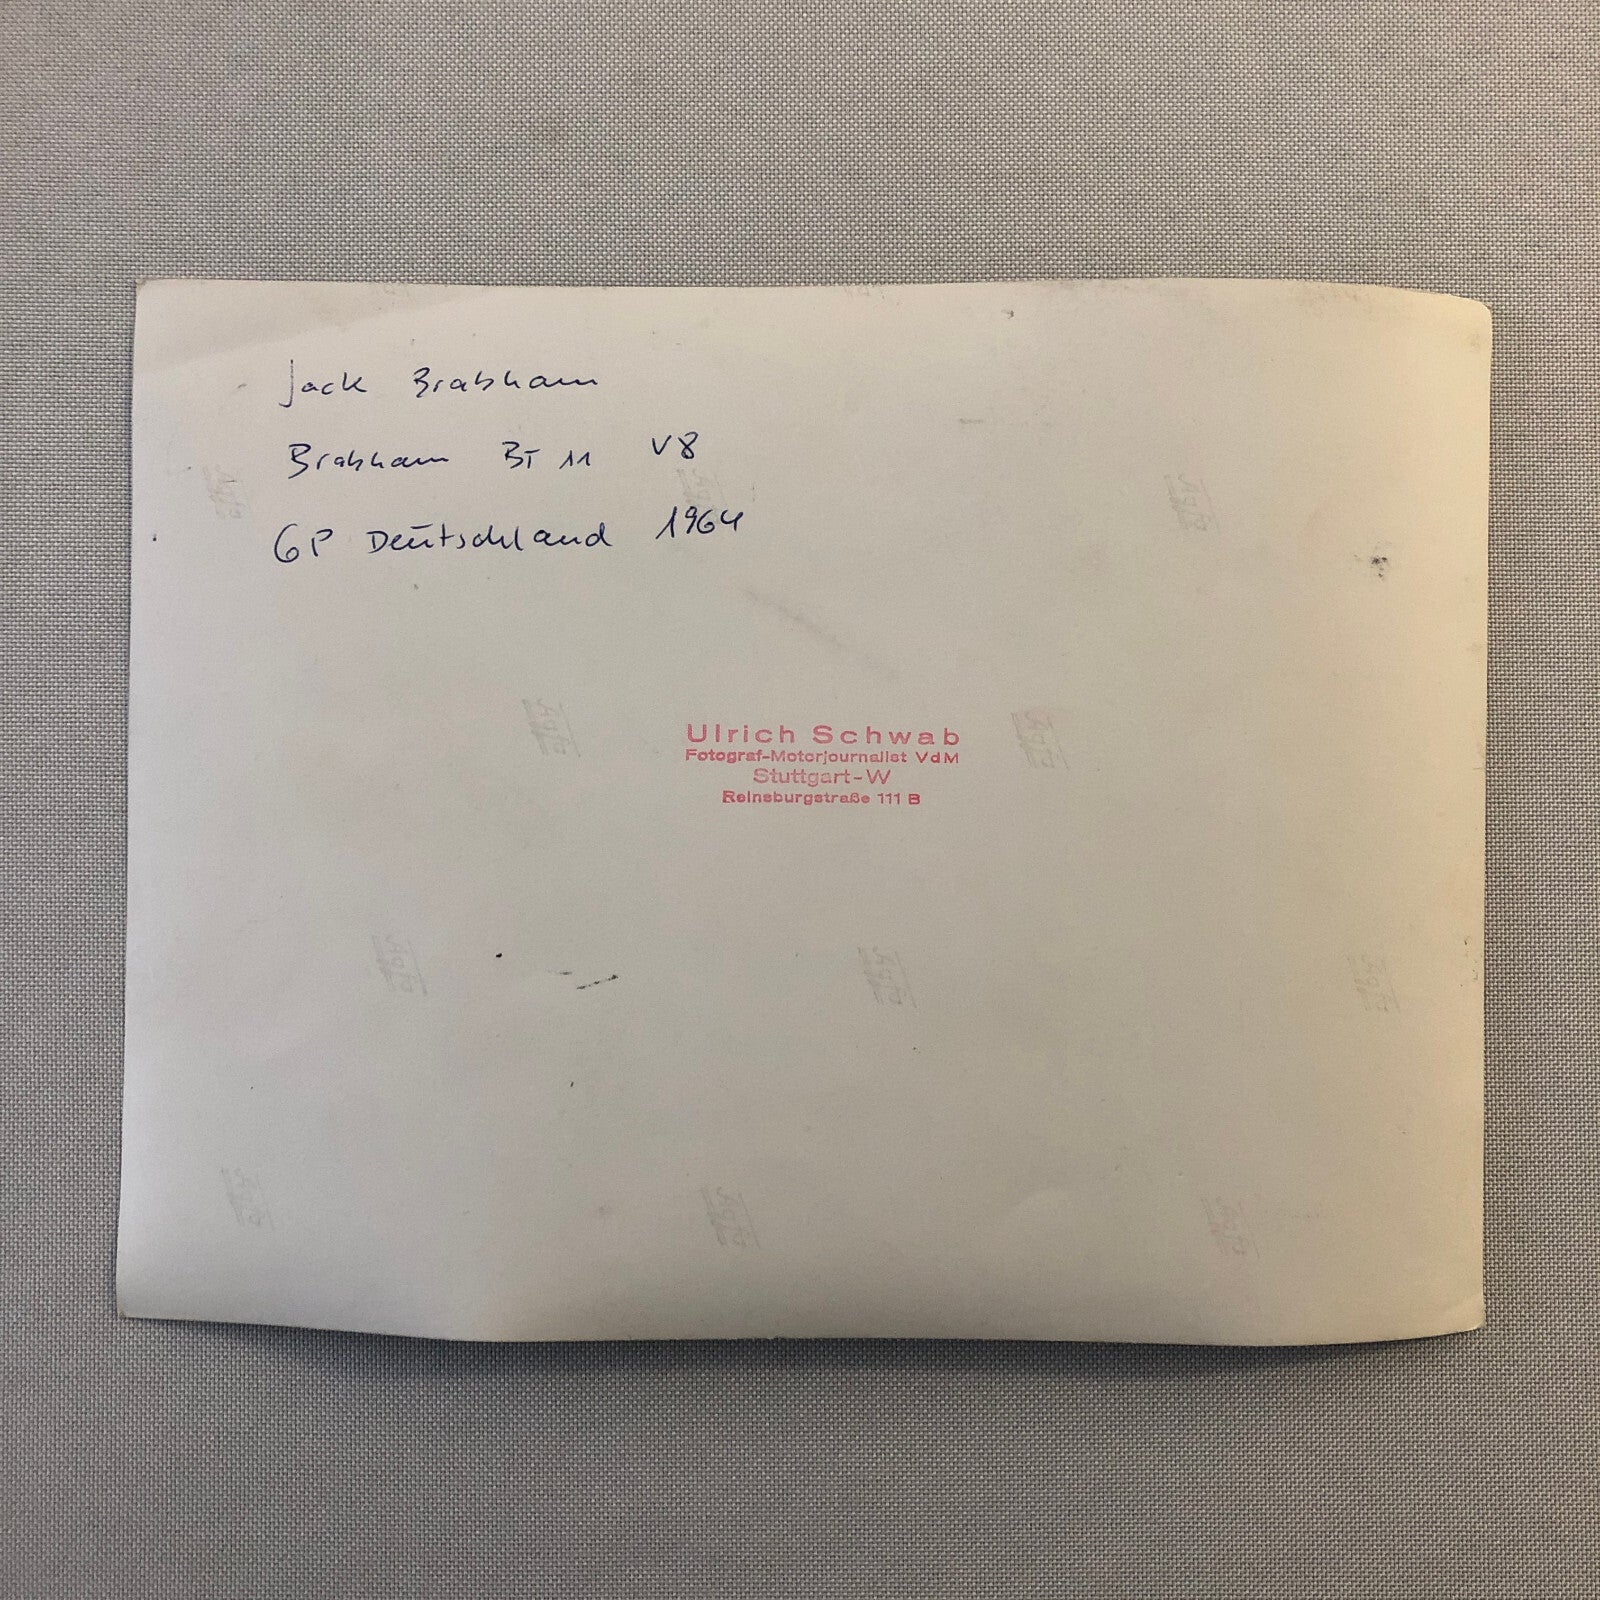 Jack Brabham
Brabham BT 11 V8
GP Deutschland 1964
Ulrich Schwab
Fotograf-Motorjournalist VdM
Stuttgart-W
Reinsburgstraße 111 B